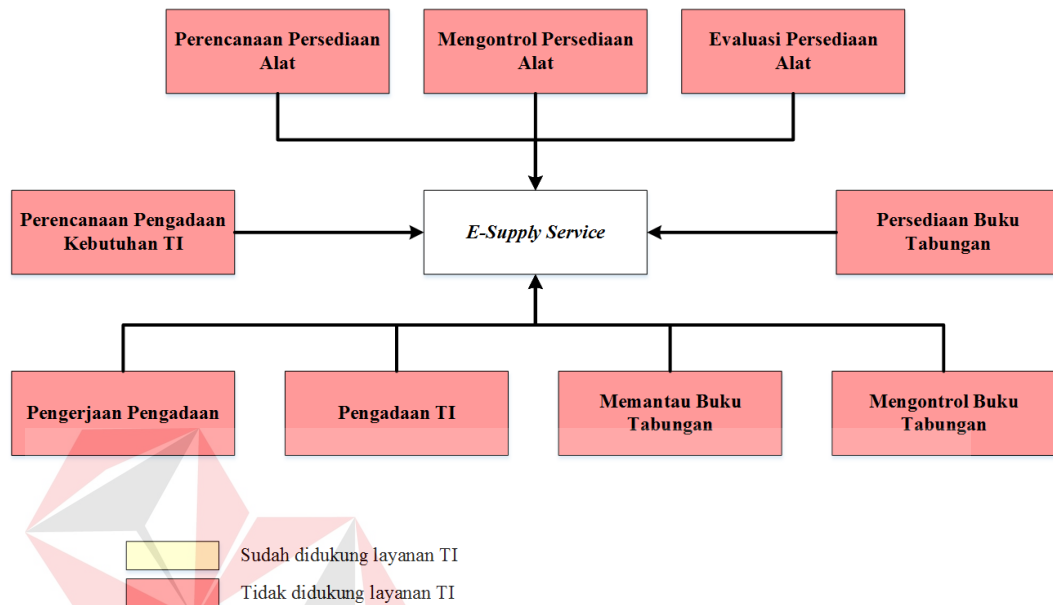 Perencanaan Persediaan
Alat
Mengontrol Persediaan
Alat
Evaluasi Persediaan
Alat
Perencanaan Pengadaan
Kebutuhan TI
E-Supply Service
Persediaan Buku
Tabungan
Pengerjaan Pengadaan
Pengadaan TI
Memantau Buku
Tabungan
Mengontrol Buku
Tabungan
Sudah didukung layanan TI
Tidak didukung layanan TI